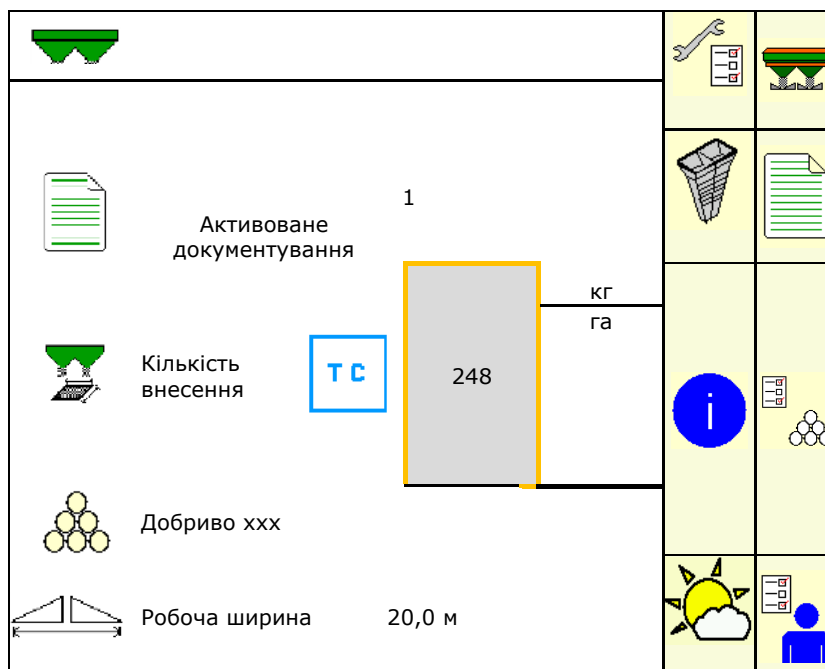 1
Активоване
документування
кг
га
Кількість
внесення
TC
248
i
Добриво xxx
Робоча ширина 20,0 м